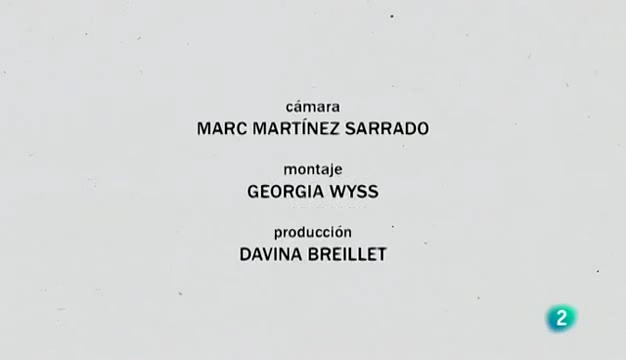 cámara
MARC MARTÍNEZ SARRADO
montaje
GEORGIA WYSS
producción
DAVINA BREILLET
2